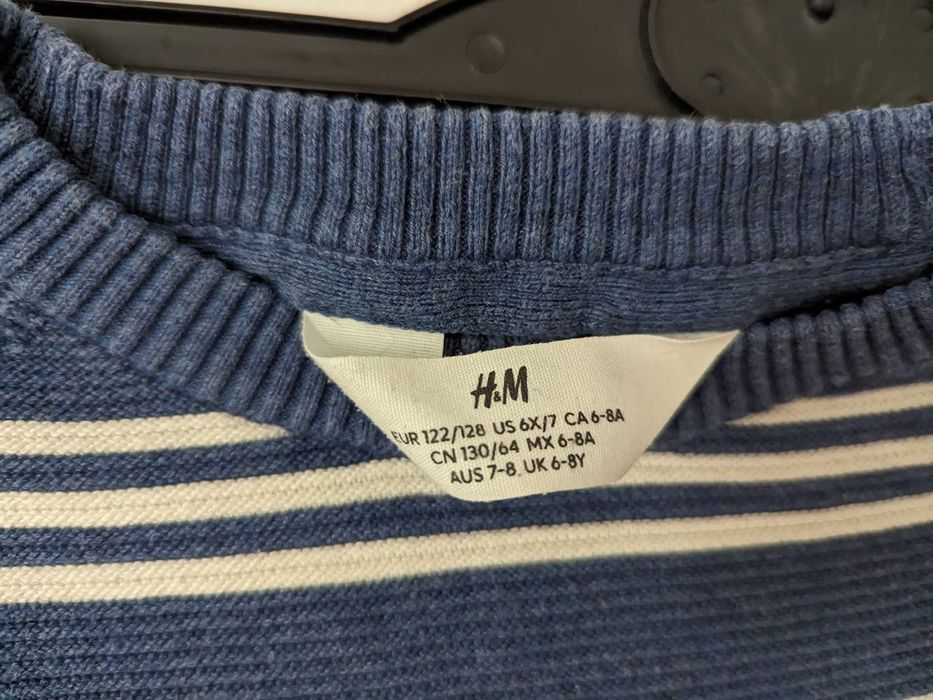 H&M
EUR 122/128 US 6X/7 CA 6-8A
CN 130/64 MX 6-8A
AUS 7-8. UK 6-8Y